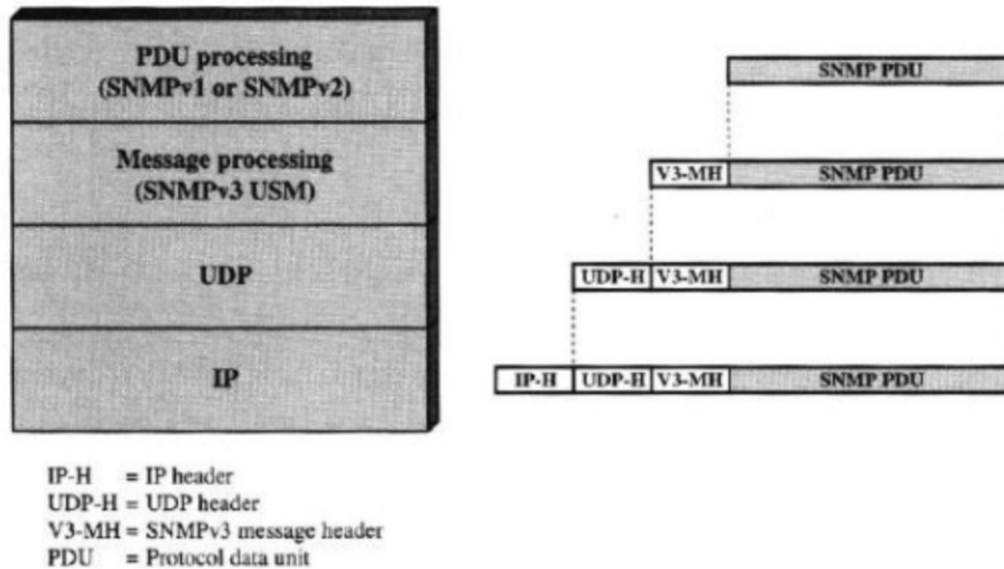 PDU processing
(SNMPv1 or SNMPv2)
Message processing
(SNMPv3 USM)
UDP
IP
SNMP PDU
V3-MH SNMP PDU
UDP-H V3-MH SNMP PDU
IP-H UDP-H V3-MH SNMP PDU
IP-H = IP header
UDP-H = UDP header
V3-MH = SNMPv3 message header
PDU = Protocol data unit